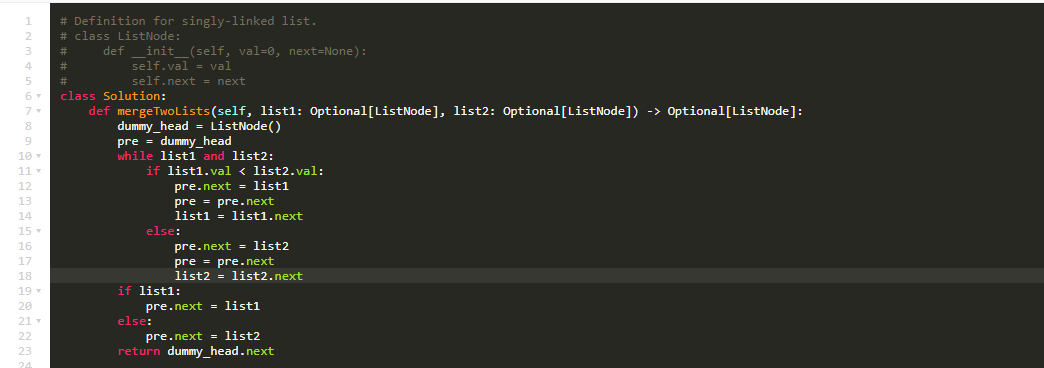 1 # Definition for singly-linked list.
2 # class ListNode:
3 #     def __init__(self, val=0, next=None):
4 #         self.val = val
5 #         self.next = next
6 class Solution:
7     def mergeTwoLists(self, list1: Optional[ListNode], list2: Optional[ListNode]) -> Optional[ListNode]:
8         dummy_head = ListNode()
9         pre = dummy_head
10         while list1 and list2:
11             if list1.val < list2.val:
12                 pre.next = list1
13                 pre = pre.next
14                 list1 = list1.next
15             else:
16                 pre.next = list2
17                 pre = pre.next
18                 list2 = list2.next
19         if list1:
20             pre.next = list1
21         else:
22             pre.next = list2
23         return dummy_head.next
24